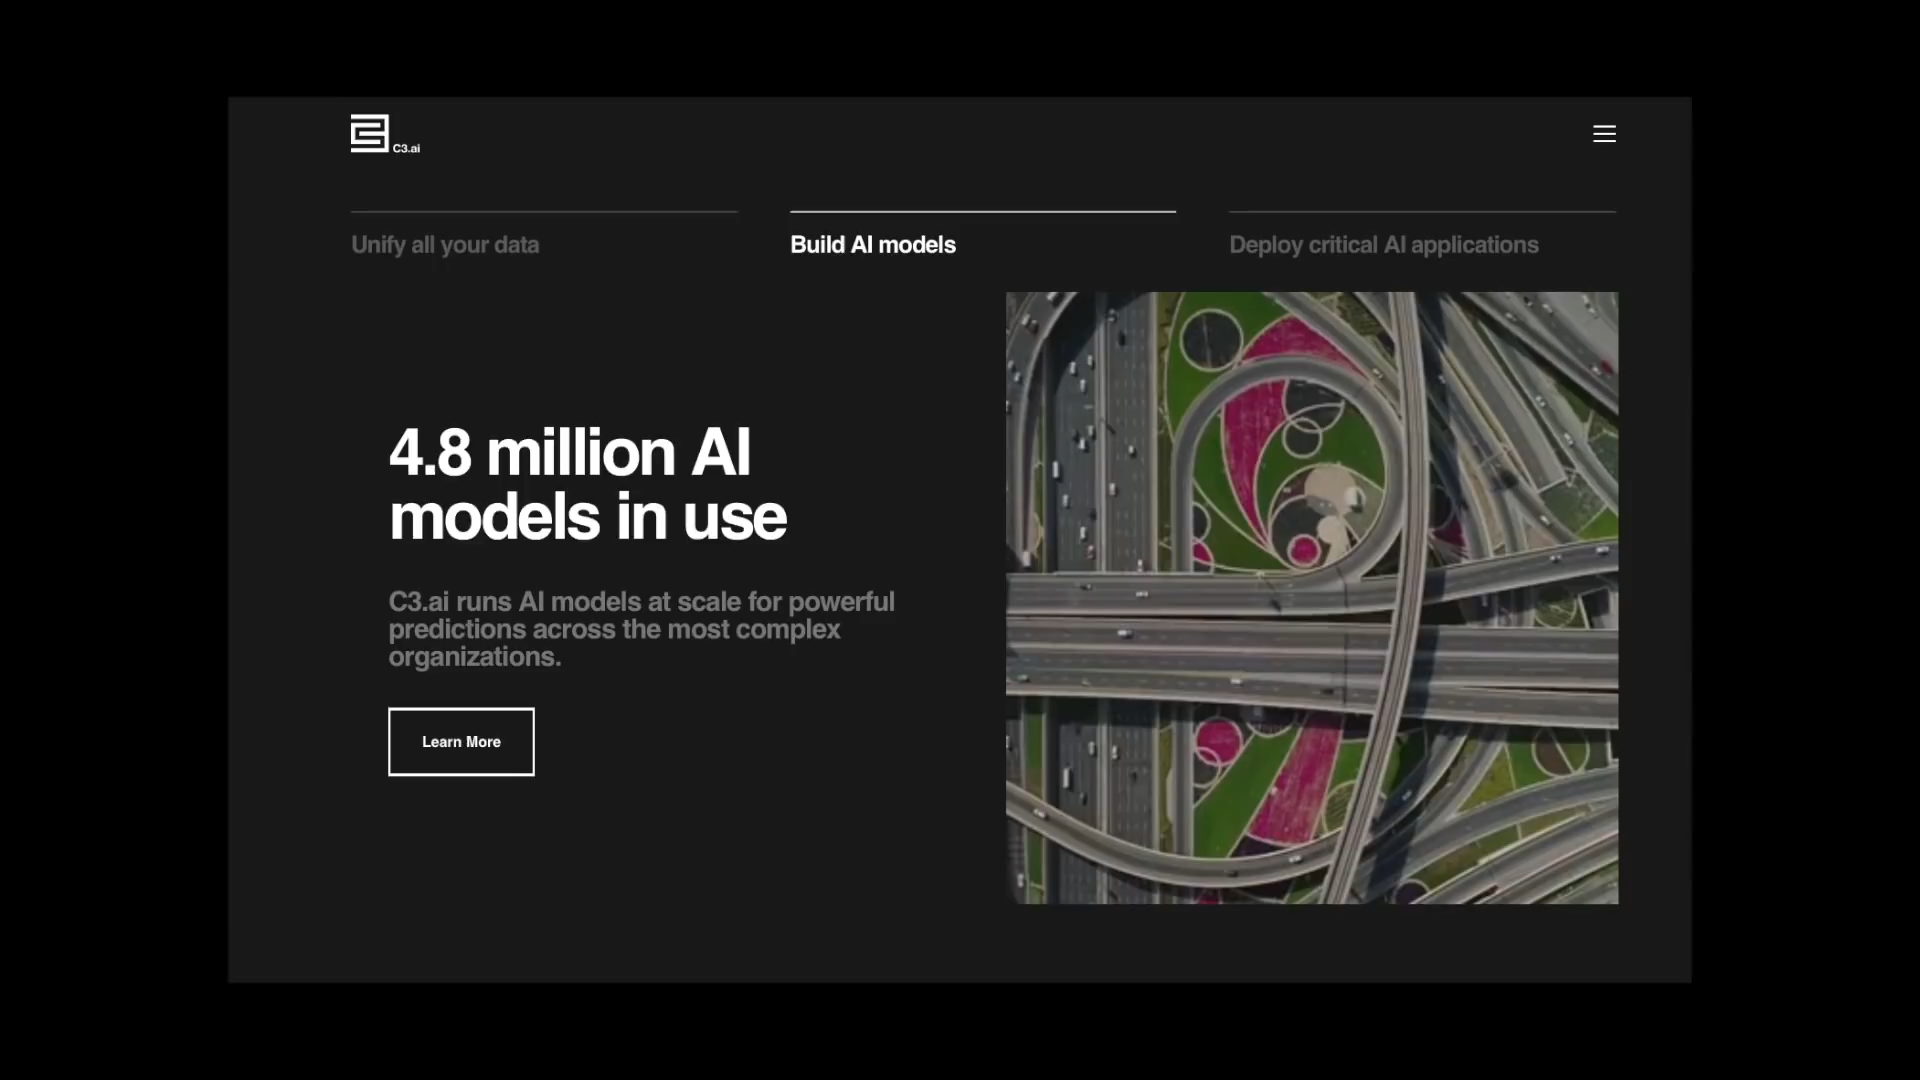 C3.ai
Unify all your data
Build AI models
Deploy critical AI applications
4.8 million AI
models in use
C3.ai runs AI models at scale for powerful
predictions across the most complex
organizations.
Learn More